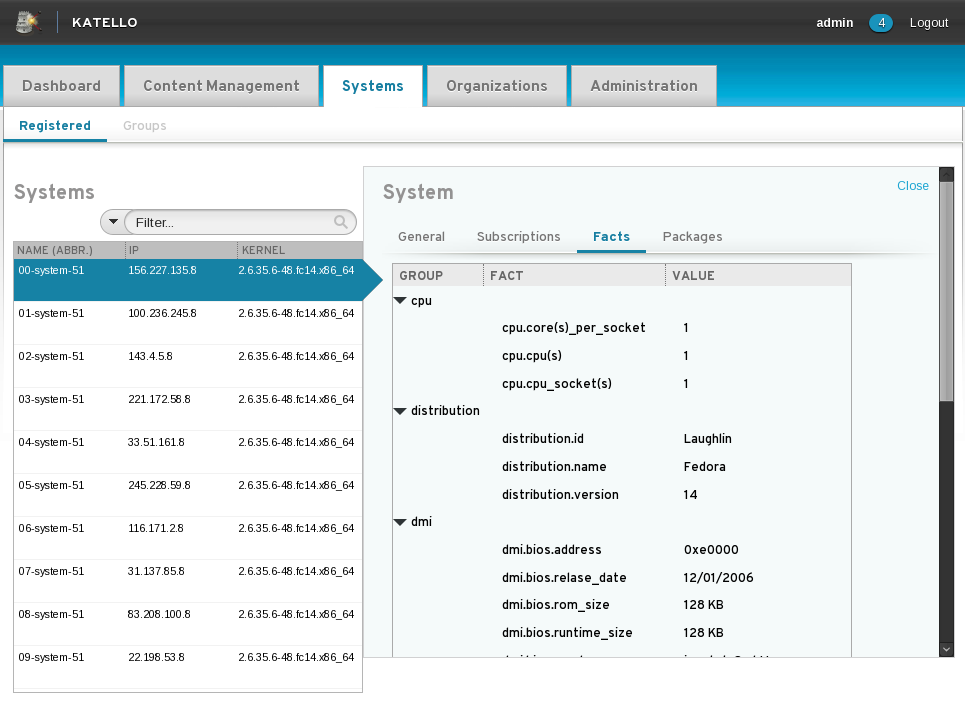 KATELLO
admin 4 Logout
Dashboard Content Management Systems Organizations Administration
Registered Groups
Systems
Filter...
NAME (ABBR.) IP KERNEL
00-system-51 156.227.135.8 2.6.35.6-48.fc14.x86_64
01-system-51 100.236.245.8 2.6.35.6-48.fc14.x86_64
02-system-51 143.4.5.8 2.6.35.6-48.fc14.x86_64
03-system-51 221.172.58.8 2.6.35.6-48.fc14.x86_64
04-system-51 33.51.161.8 2.6.35.6-48.fc14.x86_64
05-system-51 245.228.59.8 2.6.35.6-48.fc14.x86_64
06-system-51 116.171.2.8 2.6.35.6-48.fc14.x86_64
07-system-51 31.137.85.8 2.6.35.6-48.fc14.x86_64
08-system-51 83.208.100.8 2.6.35.6-48.fc14.x86_64
09-system-51 22.198.53.8 2.6.35.6-48.fc14.x86_64
System
Close
General Subscriptions Facts Packages
GROUP FACT VALUE
cpu
cpu.core(s)_per_socket 1
cpu.cpu(s) 1
cpu.cpu_socket(s) 1
distribution
distribution.id Laughlin
distribution.name Fedora
distribution.version 14
dmi
dmi.bios.address 0xe0000
dmi.bios.relase_date 12/01/2006
dmi.bios.rom_size 128 KB
dmi.bios.runtime_size 128 KB